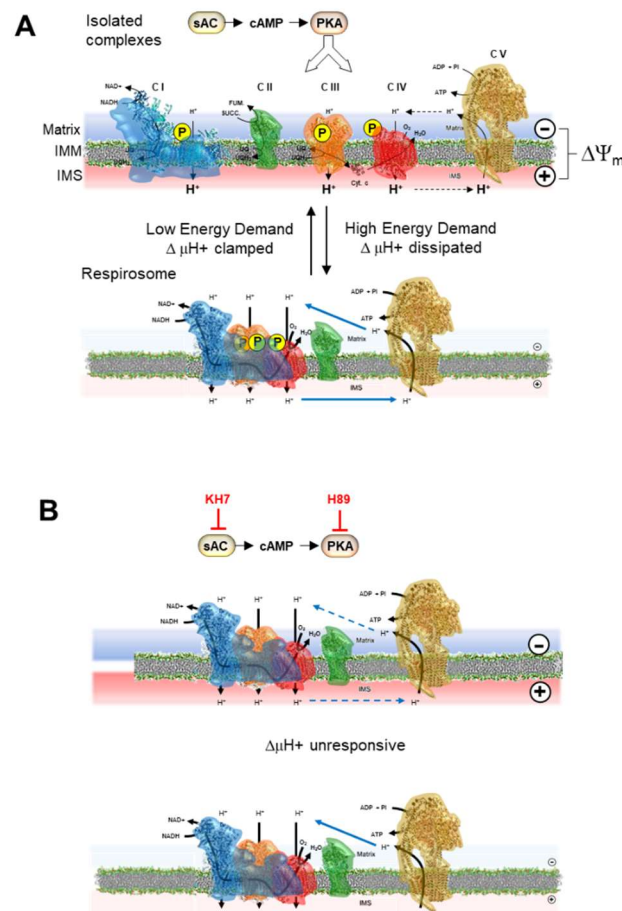 A
Isolated complexes
sAC cAMP PKA
C I C II C III C IV C V
NAD+
NADH
FUM.
SUCC.
ADP + Pi
ATP
P P P
H⁺ H⁺ H⁺ H⁺ H⁺
O₂
H₂O
Matrix
Matrix
IMM
IMS
UQ
UQH₂
UQ
Cyt. c
IMS
H⁺ H⁺ H⁺ H⁺
−
+
ΔΨm
Low Energy Demand
Δ μH+ clamped
High Energy Demand
Δ μH+ dissipated
Respirosome
NAD+
NADH
H⁺ H⁺ H⁺
P P P
O₂
H₂O
ADP + Pi
ATP
H⁺
Matrix
IMS
−
+
H⁺ H⁺ H⁺ H⁺
B
KH7 H89
sAC cAMP PKA
NAD+
NADH
H⁺ H⁺ H⁺
O₂
H₂O
ADP + Pi
ATP
H⁺
Matrix
IMS
−
+
H⁺ H⁺ H⁺ H⁺
ΔμH+ unresponsive
NAD+
NADH
H⁺ H⁺ H⁺
O₂
H₂O
ADP + Pi
ATP
H⁺
Matrix
IMS
−
+